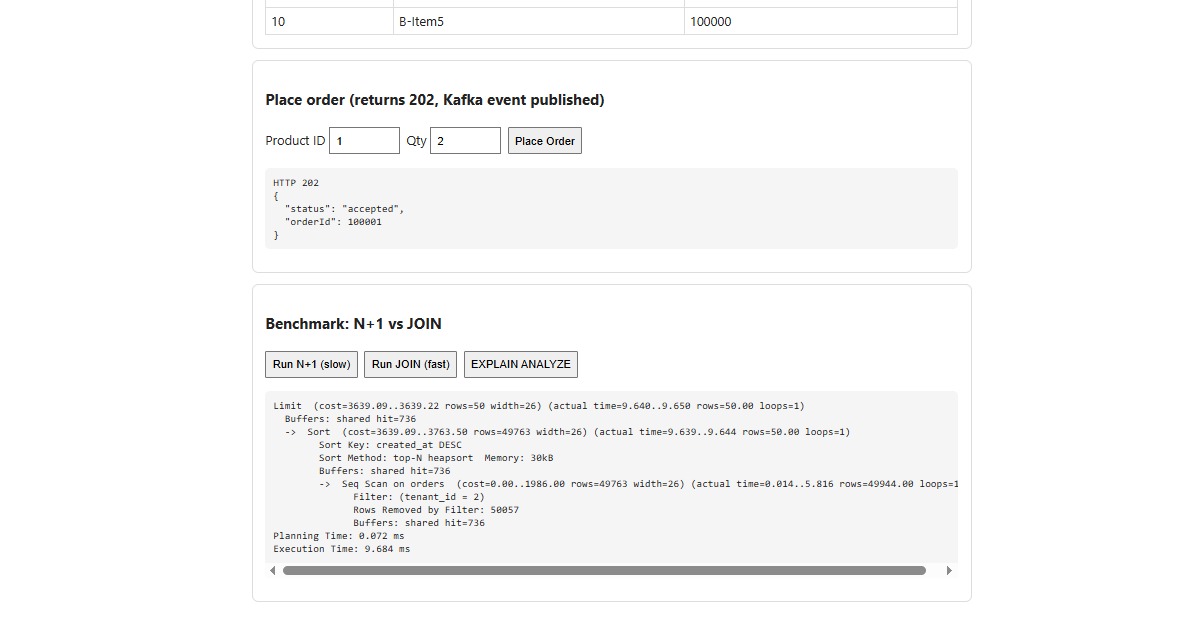 10 B-Item5 100000
Place order (returns 202, Kafka event published)
Product ID 1 Qty 2 Place Order
HTTP 202
{
  "status": "accepted",
  "orderId": 100001
}
Benchmark: N+1 vs JOIN
Run N+1 (slow) Run JOIN (fast) EXPLAIN ANALYZE
Limit  (cost=3639.09..3639.22 rows=50 width=26) (actual time=9.640..9.650 rows=50.00 loops=1)
  Buffers: shared hit=736
  ->  Sort  (cost=3639.09..3763.50 rows=49763 width=26) (actual time=9.639..9.644 rows=50.00 loops=1)
        Sort Key: created_at DESC
        Sort Method: top-N heapsort  Memory: 30kB
        Buffers: shared hit=736
        ->  Seq Scan on orders  (cost=0.00..1986.00 rows=49763 width=26) (actual time=0.014..5.816 rows=49944.00 loops=1
              Filter: (tenant_id = 2)
              Rows Removed by Filter: 50057
              Buffers: shared hit=736
Planning Time: 0.072 ms
Execution Time: 9.684 ms